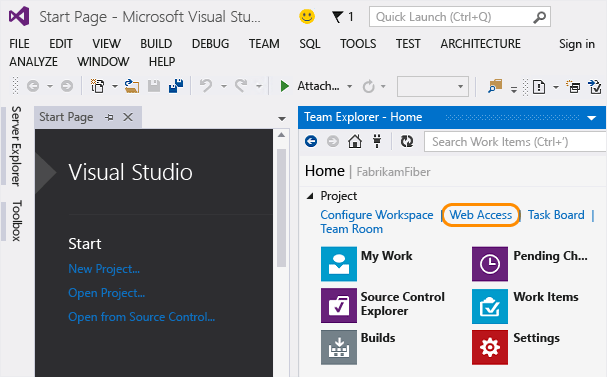 Start Page - Microsoft Visual Stu...
1
Quick Launch (Ctrl+Q)
FILE EDIT VIEW BUILD DEBUG TEAM SQL TOOLS TEST ARCHITECTURE Sign in
ANALYZE WINDOW HELP
Attach...
Server Explorer
Toolbox
Start Page
Visual Studio
Start
New Project...
Open Project...
Open from Source Control...
Team Explorer - Home
Search Work Items (Ctrl+')
Home | FabrikamFiber
Project
Configure Workspace | Web Access | Task Board |
Team Room
My Work
Pending Ch...
Source Control
Explorer
Work Items
Builds
Settings